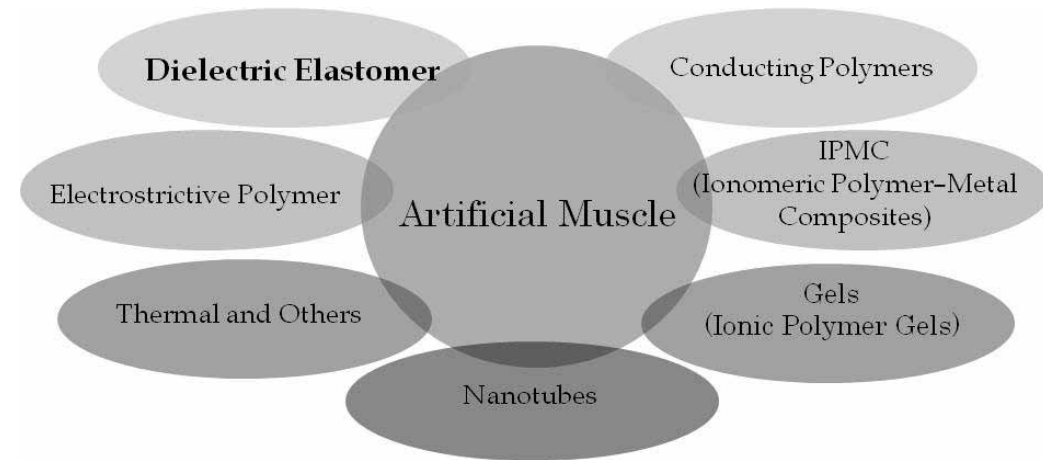 Dielectric Elastomer
Conducting Polymers
Electrostrictive Polymer
IPMC
(Ionomeric Polymer–Metal
Composites)
Artificial Muscle
Thermal and Others
Gels
(Ionic Polymer Gels)
Nanotubes